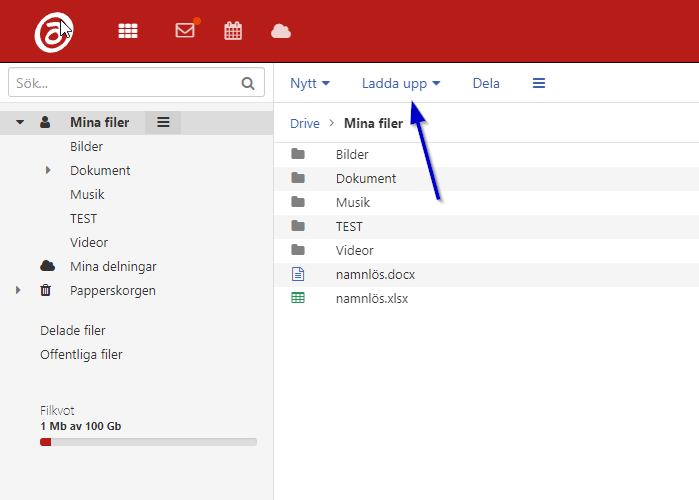 Sök...
Nytt
Ladda upp
Dela
Drive > Mina filer
Mina filer
Bilder
Dokument
Musik
TEST
Videor
Mina delningar
Papperskorgen
Delade filer
Offentliga filer
Filkvot
1 Mb av 100 Gb
Bilder
Dokument
Musik
TEST
Videor
namnlös.docx
namnlös.xlsx